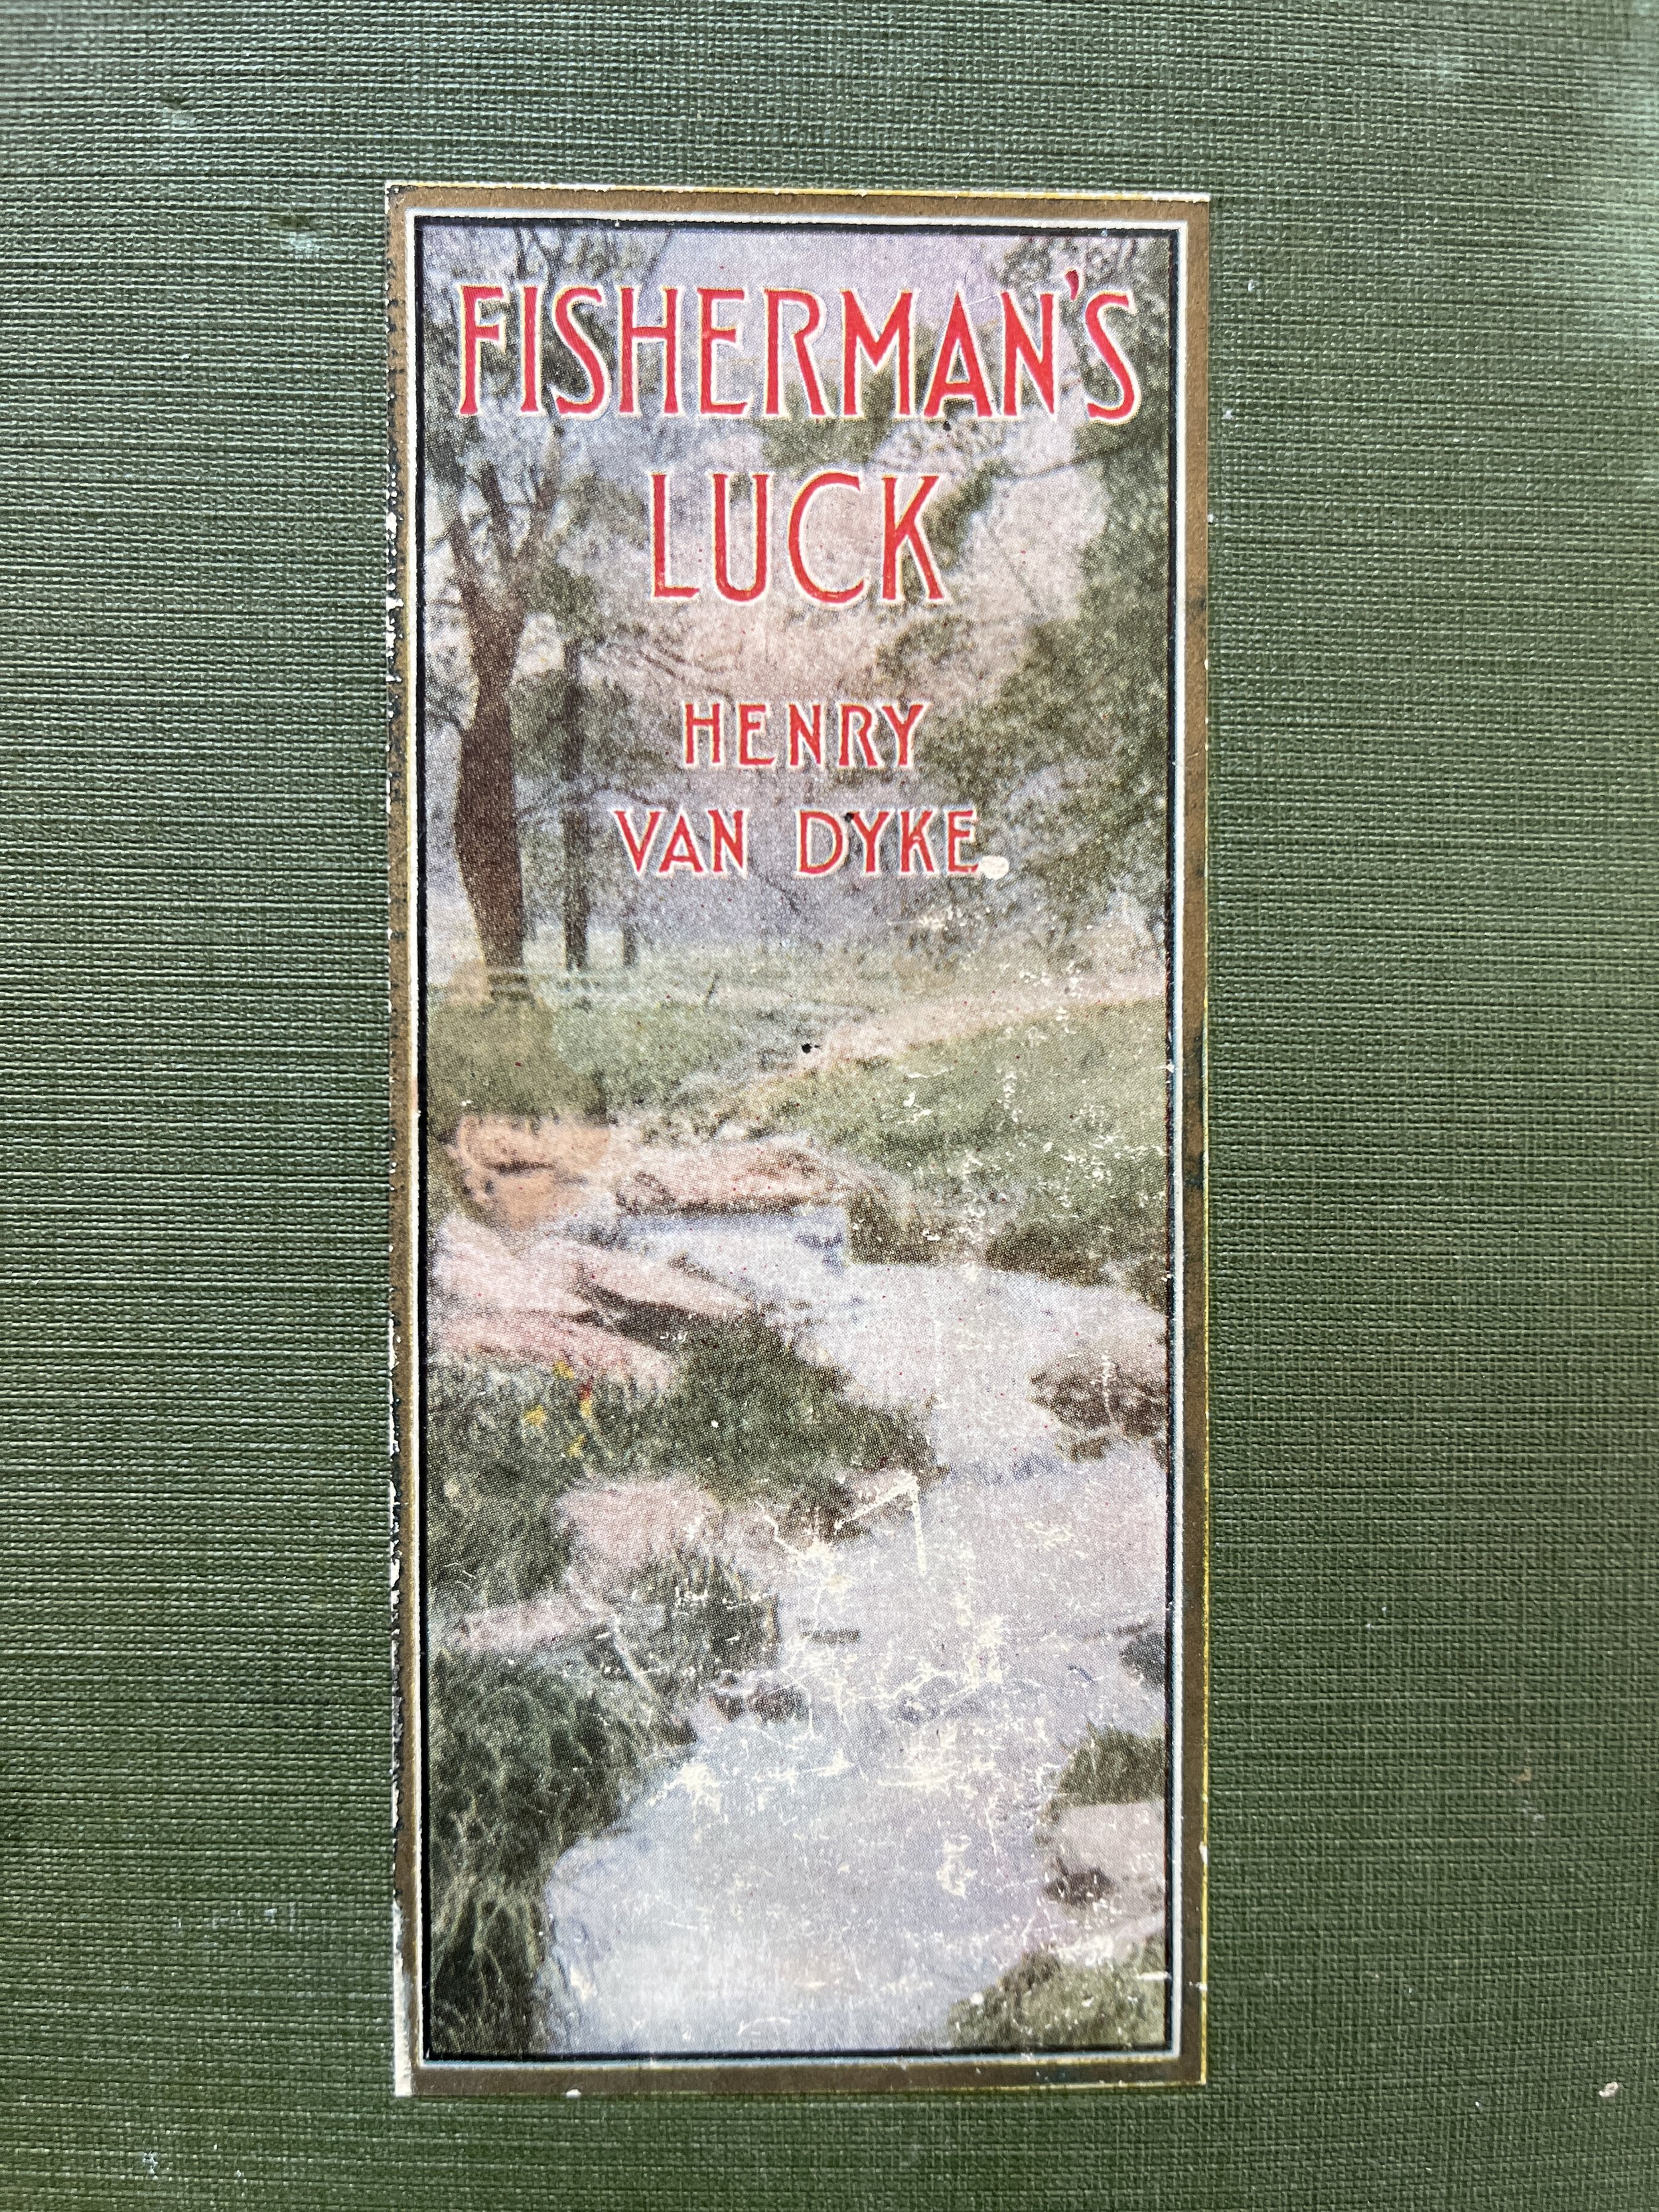 FISHERMAN'S
LUCK
HENRY
VAN DYKE